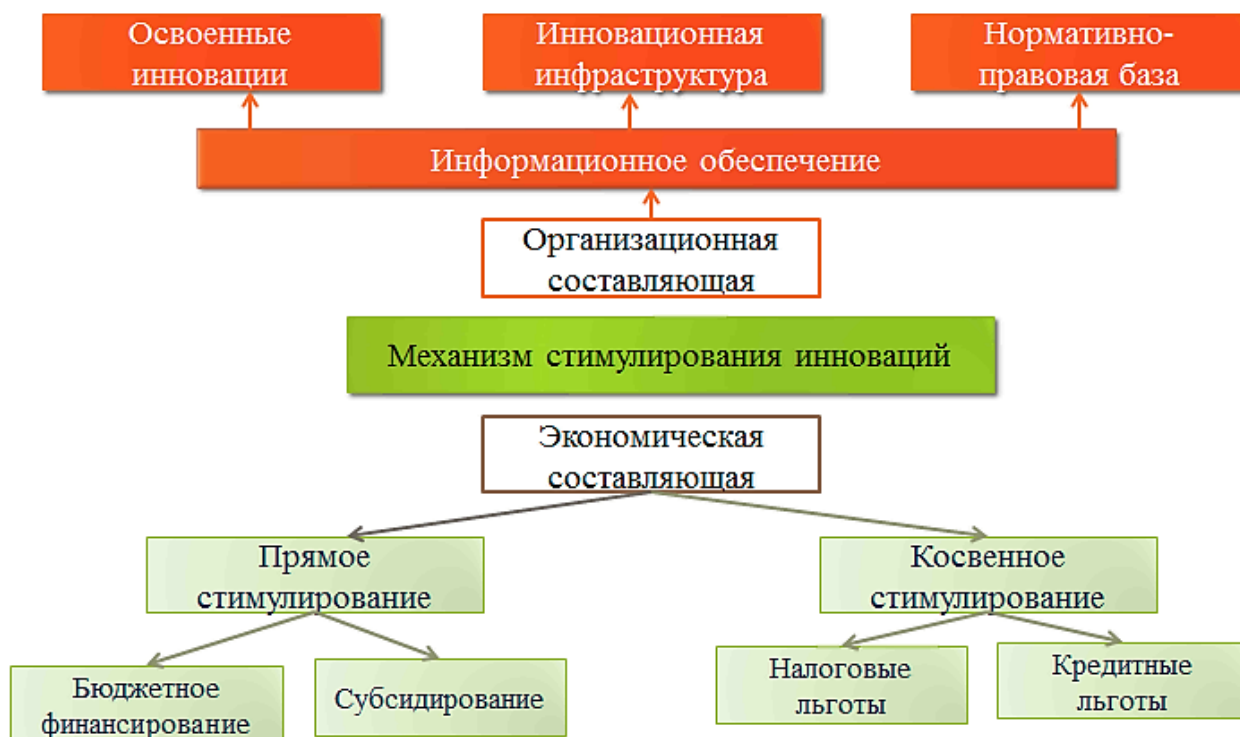 Освоенные
инновации
Инновационная
инфраструктура
Нормативно-
правовая база
Информационное обеспечение
Организационная
составляющая
Механизм стимулирования инноваций
Экономическая
составляющая
Прямое
стимулирование
Косвенное
стимулирование
Бюджетное
финансирование
Субсидирование
Налоговые
льготы
Кредитные
льготы